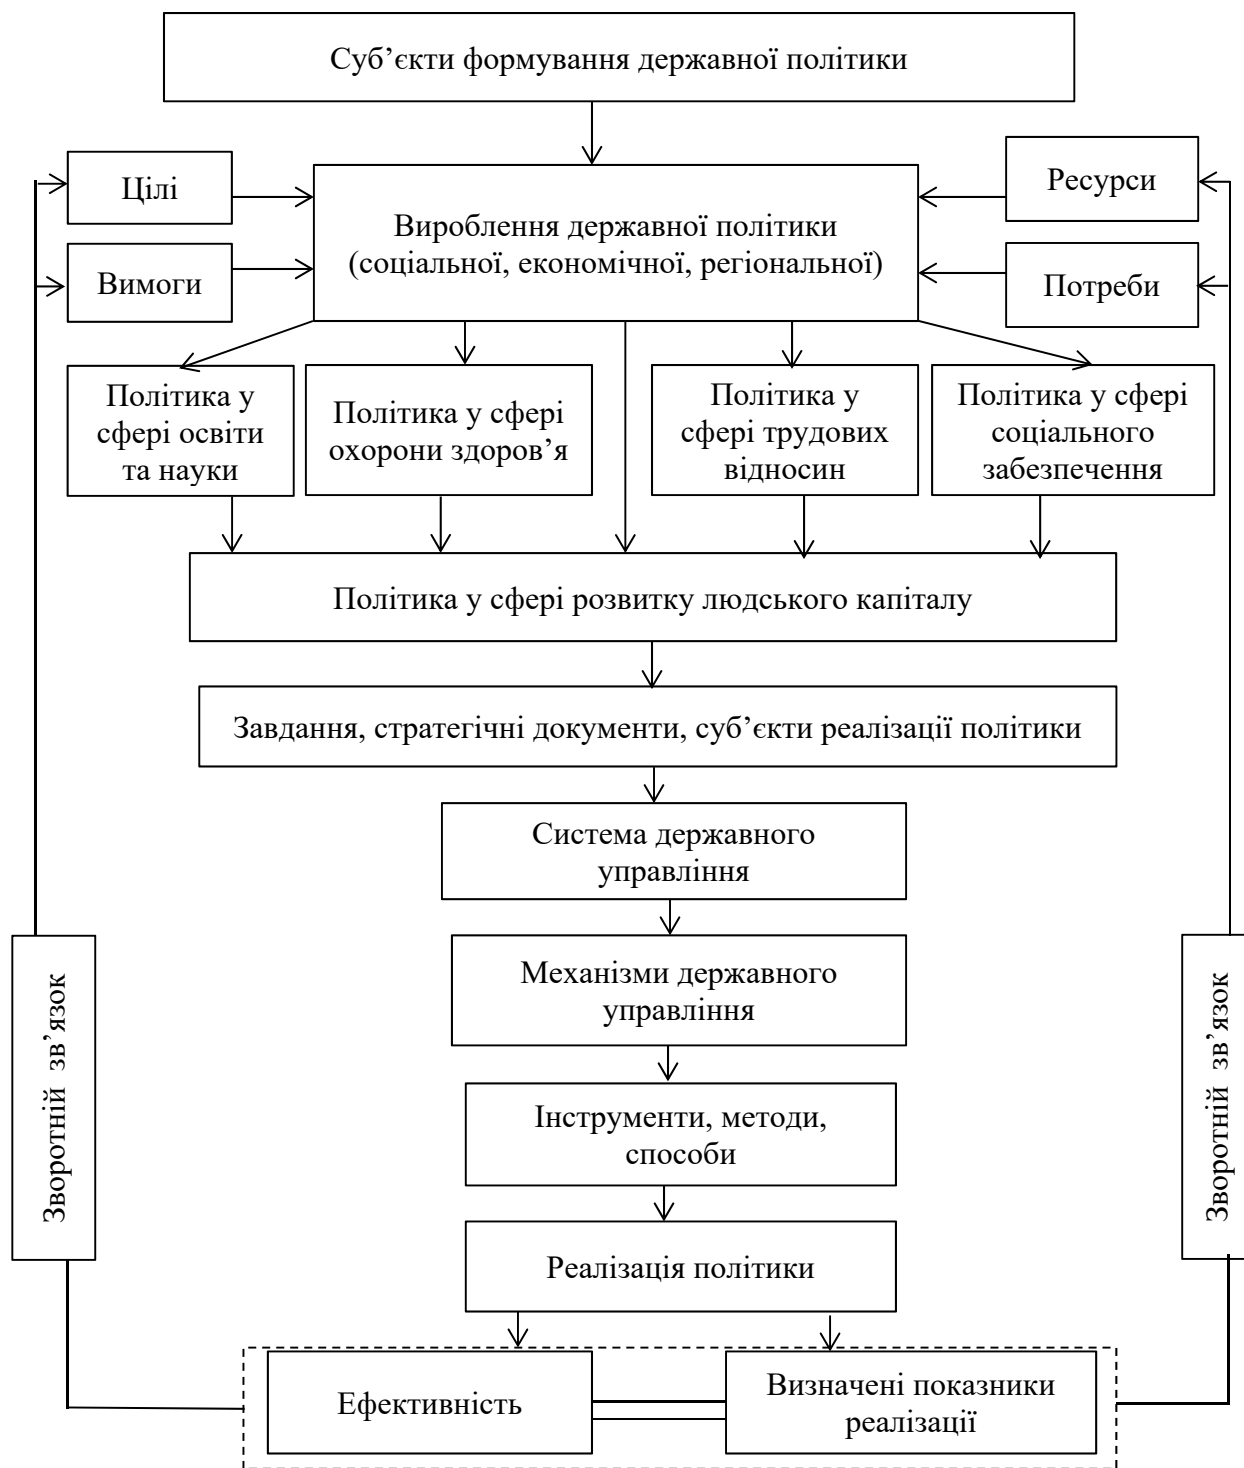 Суб’єкти формування державної політики
Цілі
Ресурси
Вироблення державної політики
(соціальної, економічної, регіональної)
Вимоги
Потреби
Політика у
сфері освіти
та науки
Політика у сфері
охорони здоров’я
Політика у
сфері трудових
відносин
Політика у сфері
соціального
забезпечення
Політика у сфері розвитку людського капіталу
Завдання, стратегічні документи, суб’єкти реалізації політики
Система державного
управління
Механізми державного
управління
Зворотній зв’язок
Зворотній зв’язок
Інструменти, методи,
способи
Реалізація політики
Ефективність
Визначені показники
реалізації